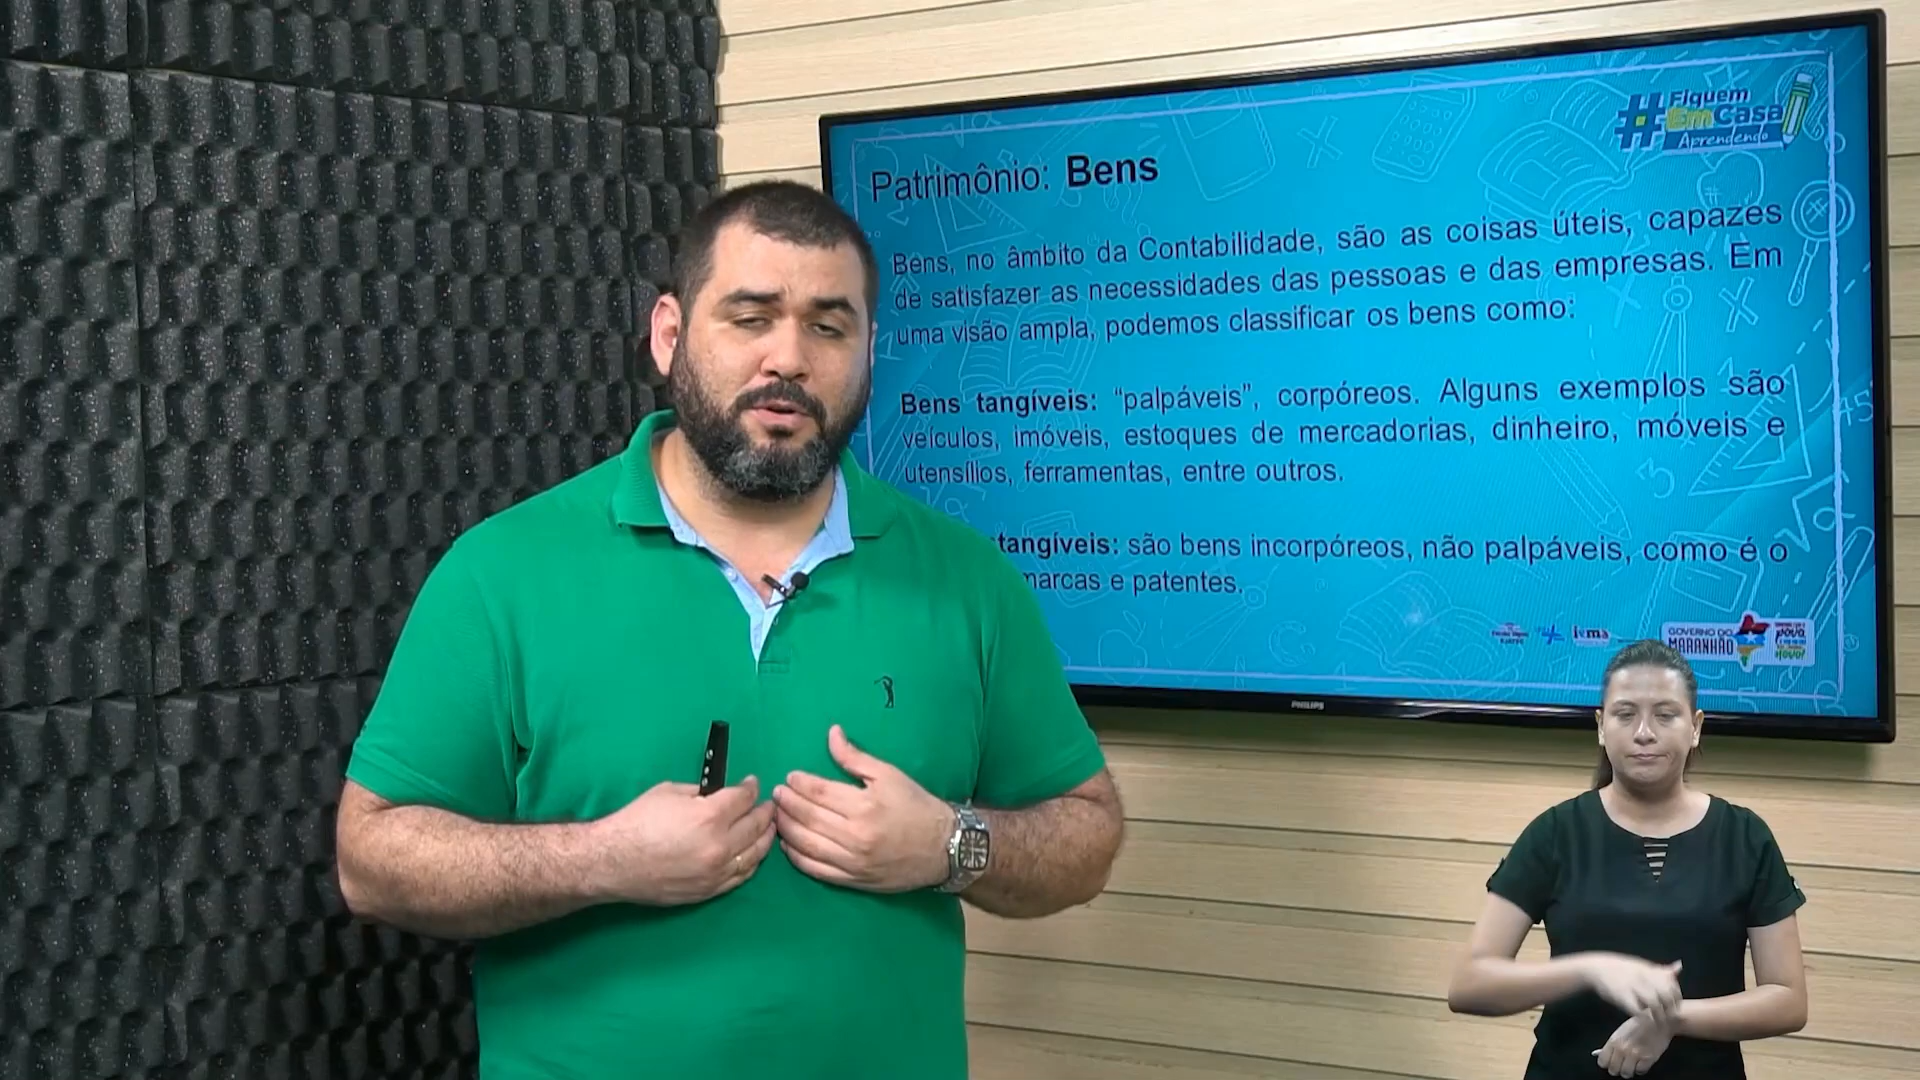 #Fiquem
EmCasa
Aprendendo
Patrimônio: Bens
Bens, no âmbito da Contabilidade, são as coisas úteis, capazes
de satisfazer as necessidades das pessoas e das empresas. Em
uma visão ampla, podemos classificar os bens como:
Bens tangíveis: “palpáveis”, corpóreos. Alguns exemplos são
veículos, imóveis, estoques de mercadorias, dinheiro, móveis e
utensílios, ferramentas, entre outros.
tangíveis: são bens incorpóreos, não palpáveis, como é o
marcas e patentes.
iema
GOVERNO DO
MARANHÃO
PHILIPS